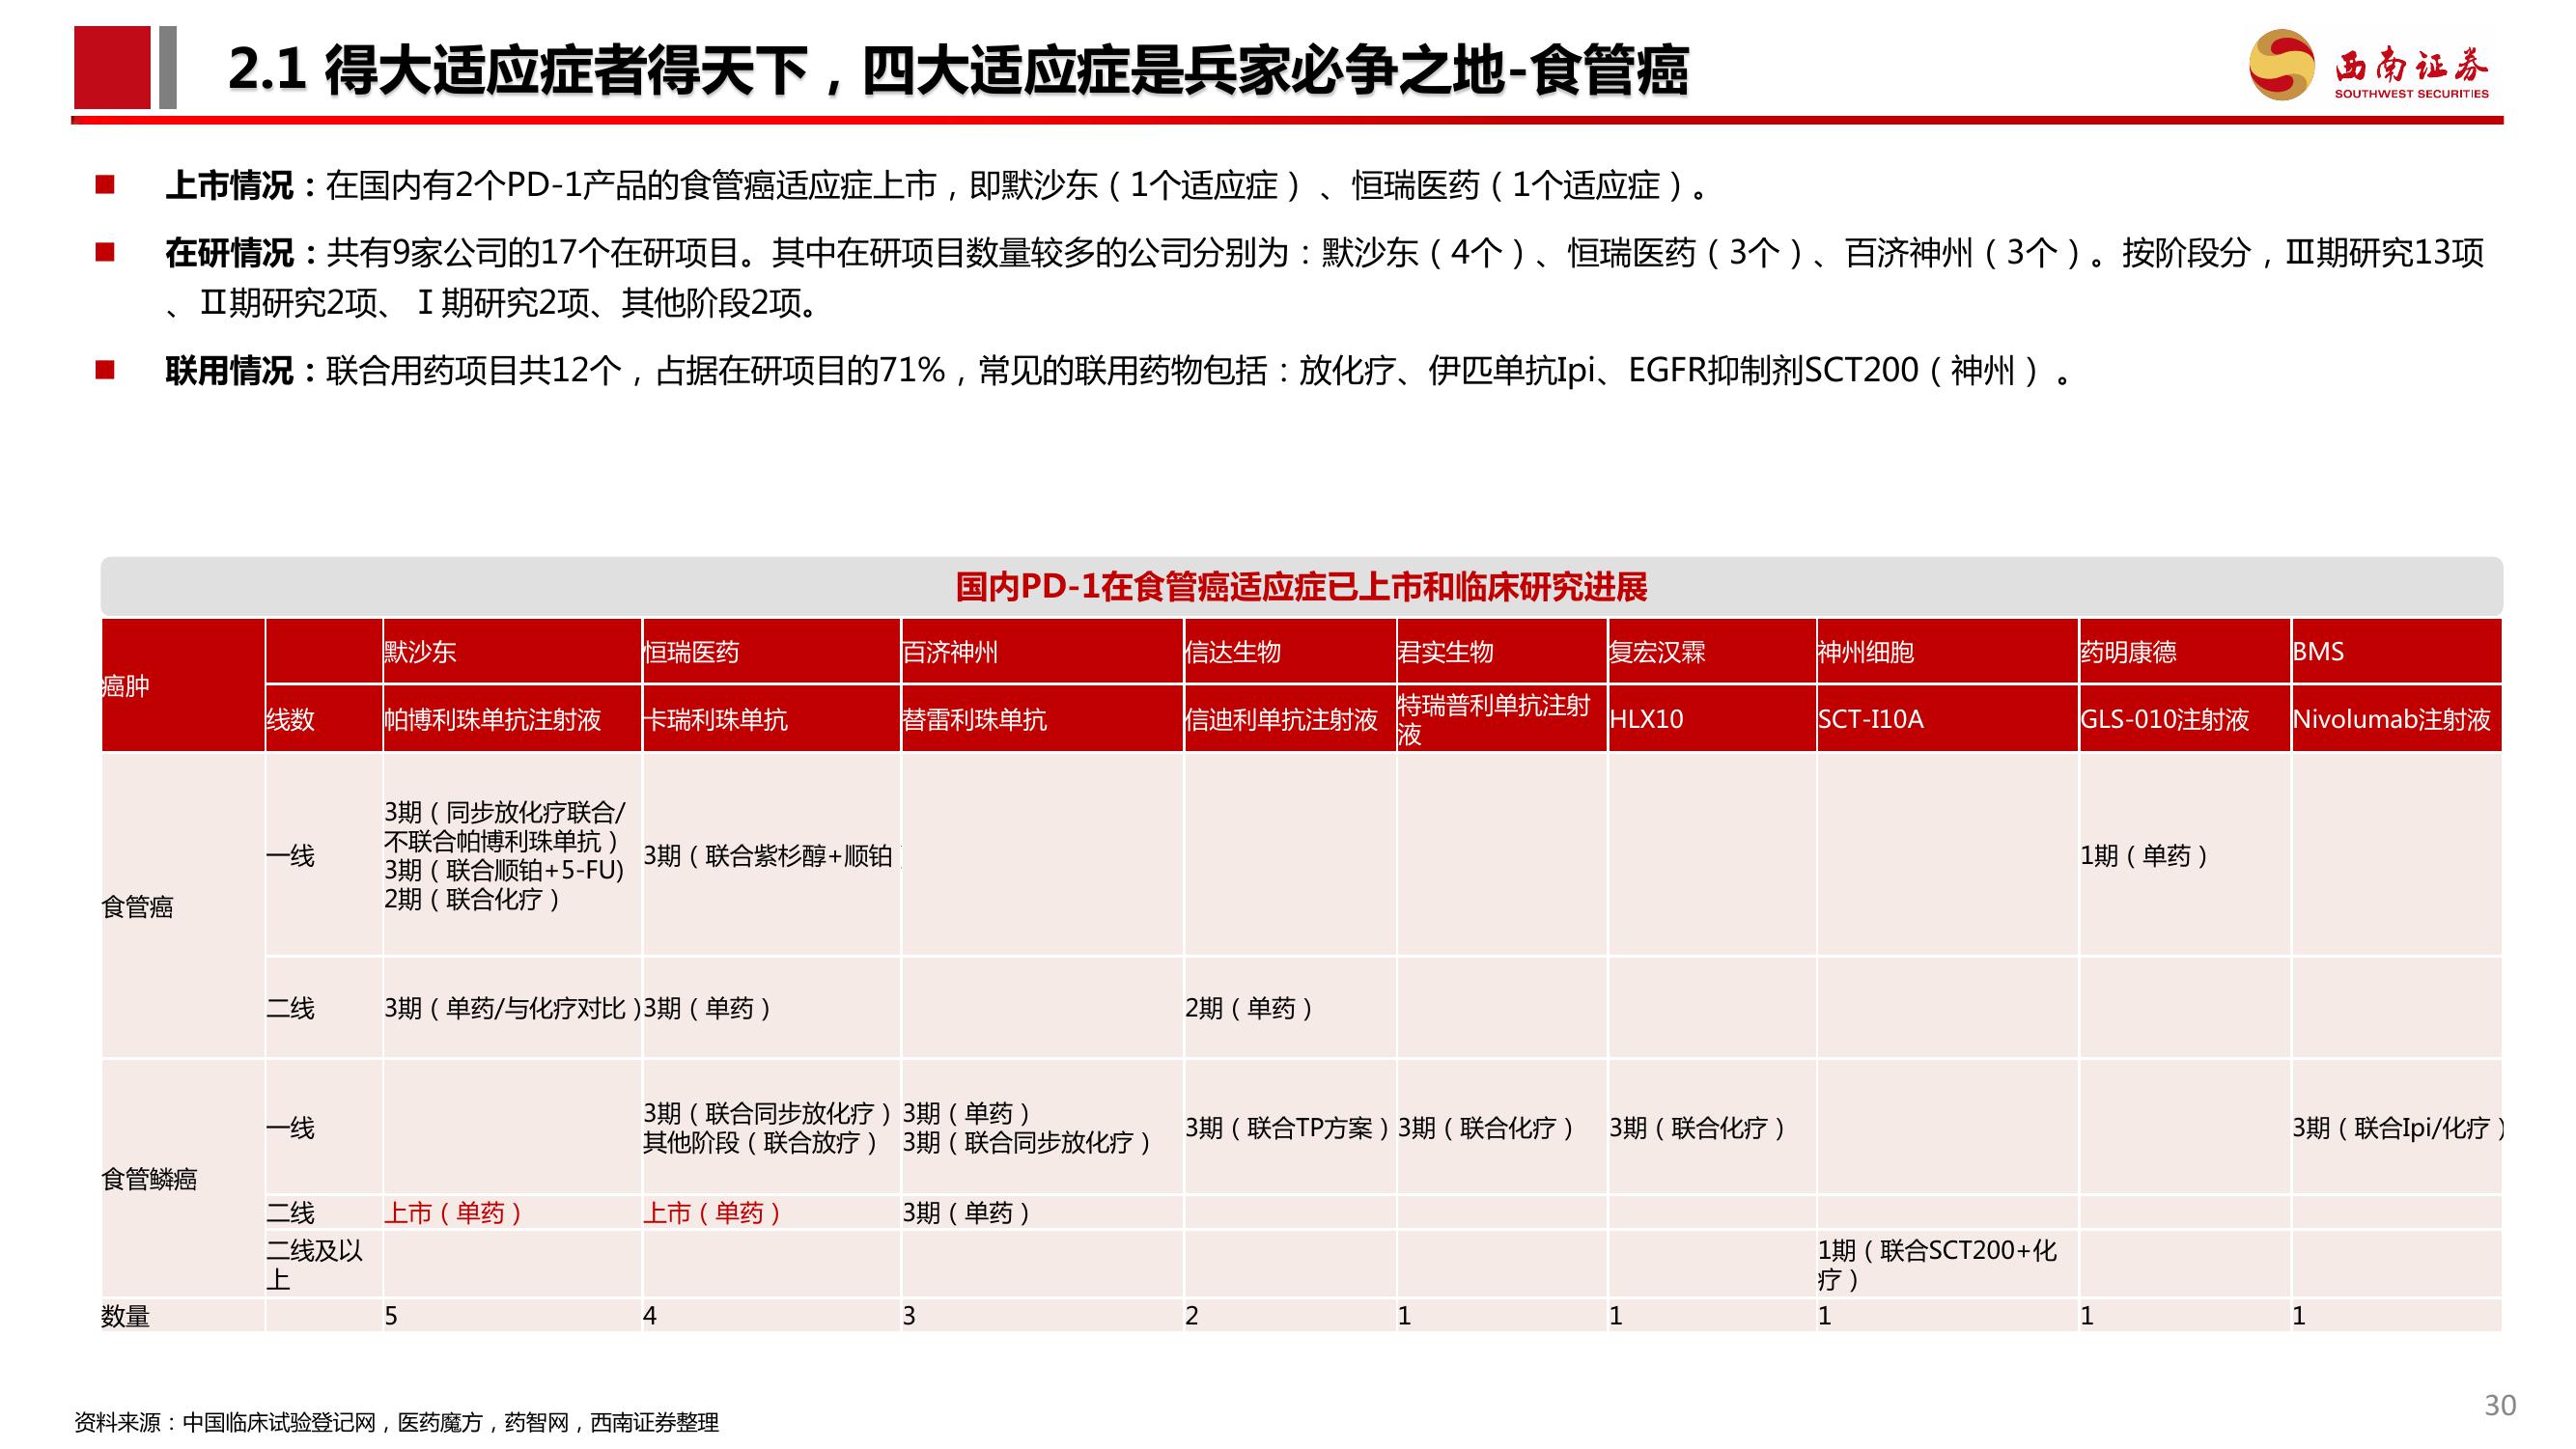 2.1 得大适应症者得天下，四大适应症是兵家必争之地-食管癌
西南证券
SOUTHWEST SECURITIES
上市情况：在国内有2个PD-1产品的食管癌适应症上市，即默沙东（1个适应症）、恒瑞医药（1个适应症）。
在研情况：共有9家公司的17个在研项目。其中在研项目数量较多的公司分别为：默沙东（4个）、恒瑞医药（3个）、百济神州（3个）。按阶段分，Ⅲ期研究13项
、Ⅱ期研究2项、Ⅰ期研究2项、其他阶段2项。
联用情况：联合用药项目共12个，占据在研项目的71%，常见的联用药物包括：放化疗、伊匹单抗Ipi、EGFR抑制剂SCT200（神州）。
国内PD-1在食管癌适应症已上市和临床研究进展
癌肿
默沙东
恒瑞医药
百济神州
信达生物
君实生物
复宏汉霖
神州细胞
药明康德
BMS
线数
帕博利珠单抗注射液
卡瑞利珠单抗
替雷利珠单抗
信迪利单抗注射液
特瑞普利单抗注射
液
HLX10
SCT-I10A
GLS-010注射液
Nivolumab注射液
食管癌
一线
3期（同步放化疗联合/
不联合帕博利珠单抗）
3期（联合顺铂+5-FU)
2期（联合化疗）
3期（联合紫杉醇+顺铂）
1期（单药）
二线
3期（单药/与化疗对比）
3期（单药）
2期（单药）
食管鳞癌
一线
3期（联合同步放化疗）
其他阶段（联合放疗）
3期（单药）
3期（联合同步放化疗）
3期（联合TP方案）
3期（联合化疗）
3期（联合化疗）
3期（联合Ipi/化疗）
二线
上市（单药）
上市（单药）
3期（单药）
二线及以
上
1期（联合SCT200+化
疗）
数量
5
4
3
2
1
1
1
1
1
资料来源：中国临床试验登记网，医药魔方，药智网，西南证券整理
30